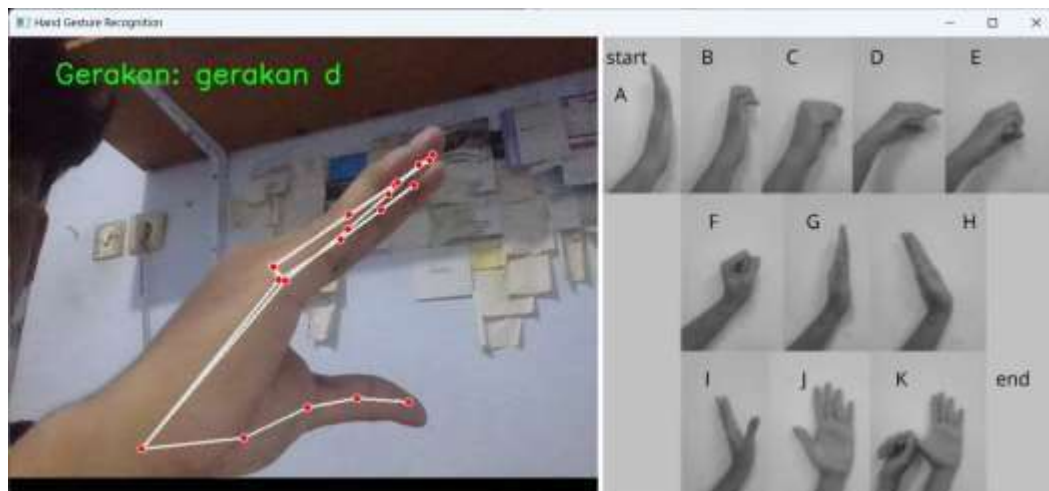 Hand Gesture Recognition
Gerakan: gerakan d
start
A
B
C
D
E
F
G
H
I
J
K
end